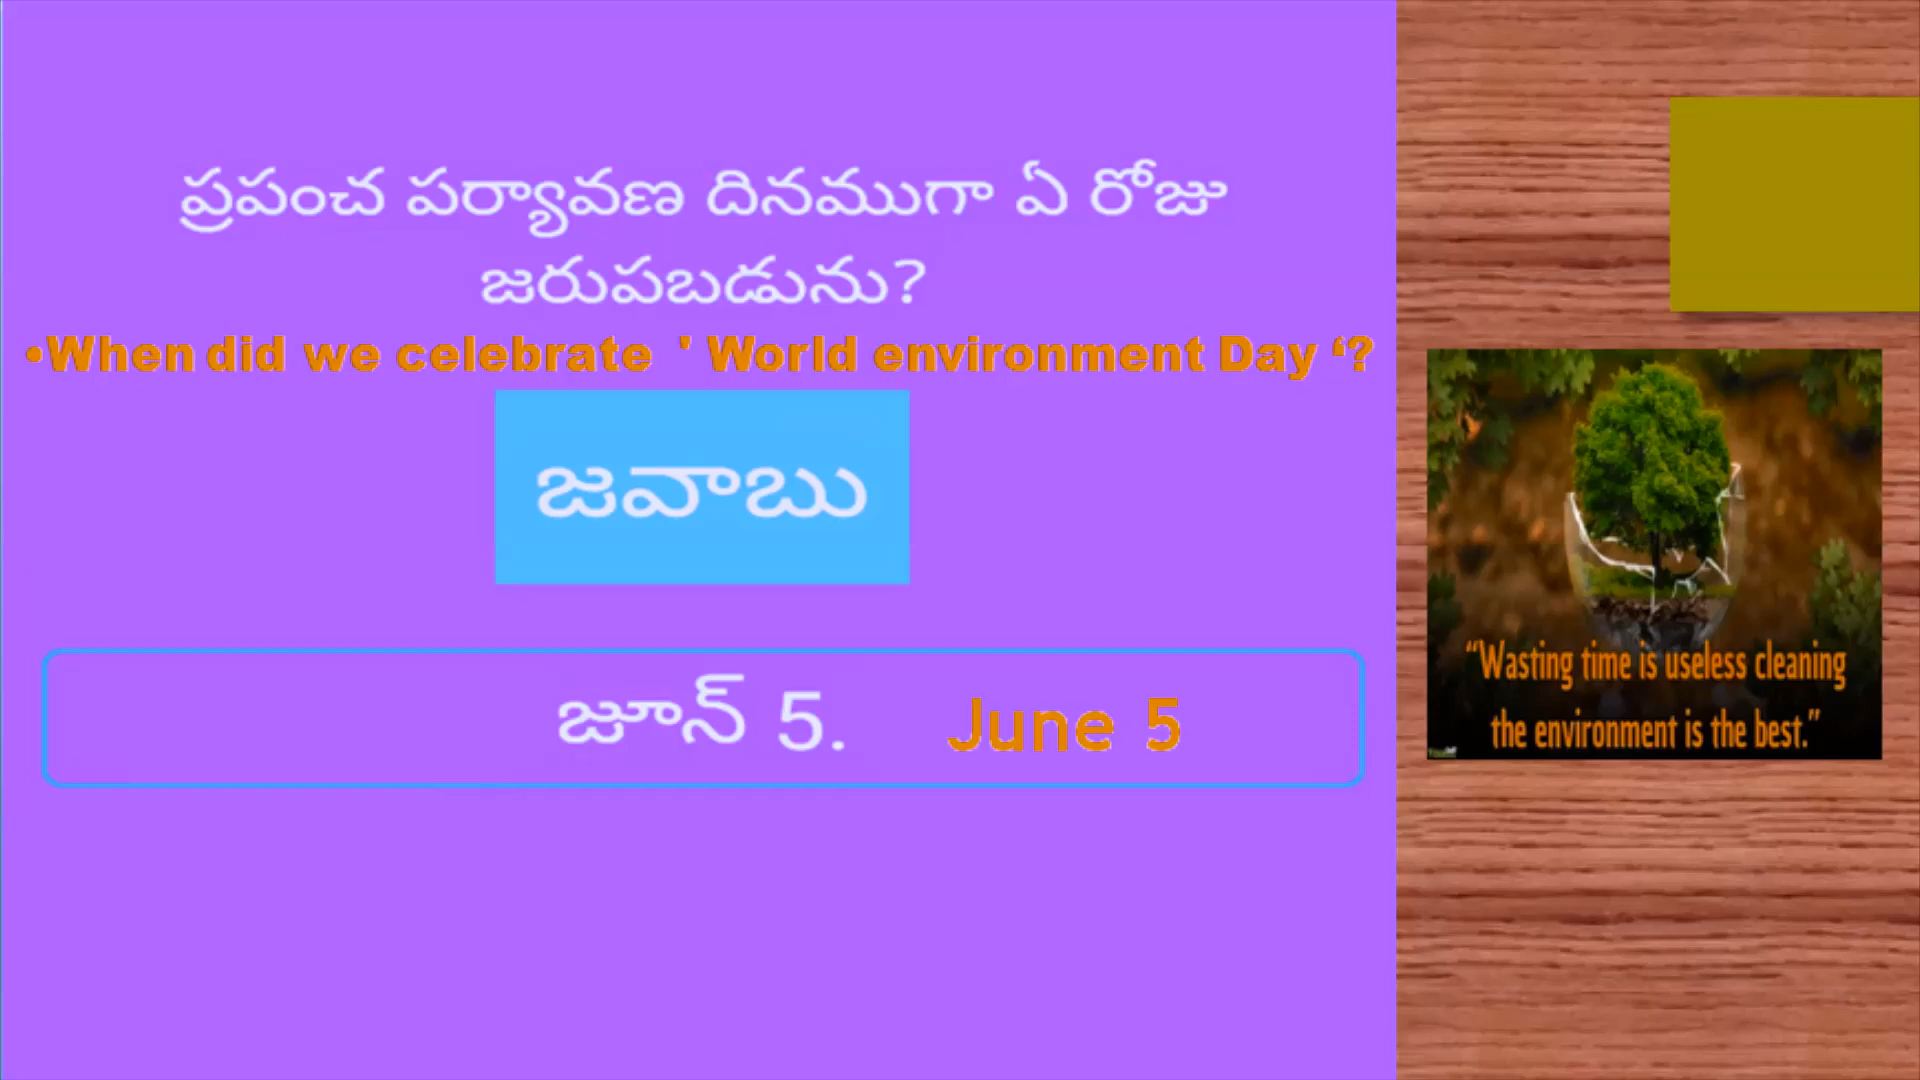 ప్రపంచ పర్యావణ దినముగా ఏ రోజు
జరుపబడును?
•When did we celebrate ' World environment Day ‘?
జవాబు
జూన్ 5. June 5
“Wasting time is useless cleaning
the environment is the best.”